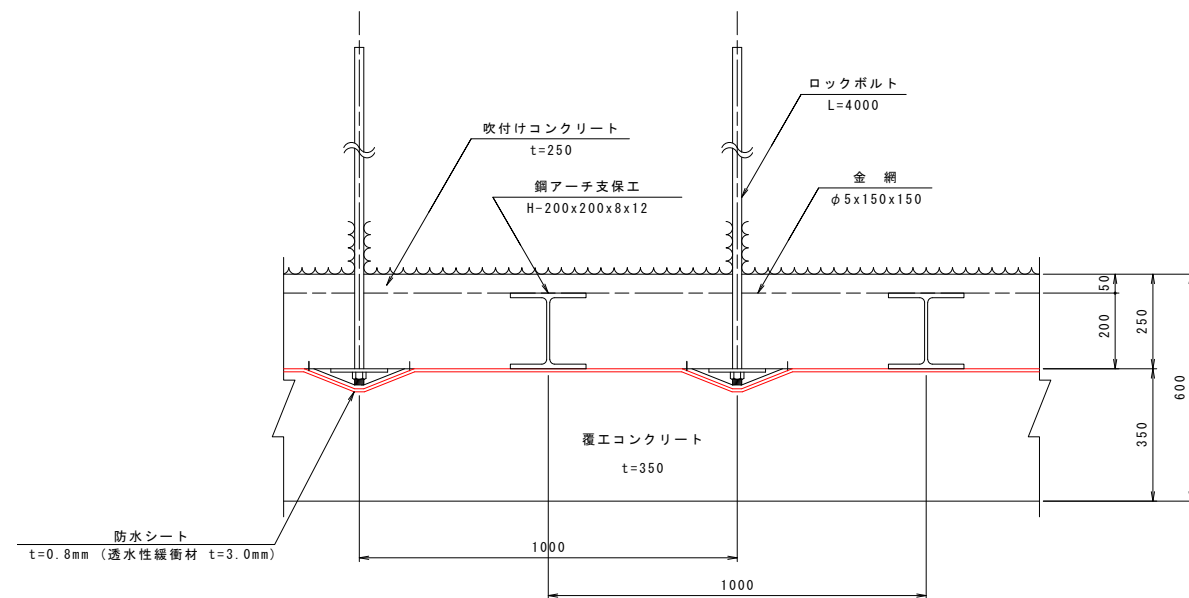 ロックボルト
L=4000
吹付けコンクリート
t=250
鋼アーチ支保工
H-200x200x8x12
金 網
φ5x150x150
50
200
250
600
350
覆工コンクリート
t=350
防水シート
t=0.8mm (透水性緩衝材 t=3.0mm)
1000
1000